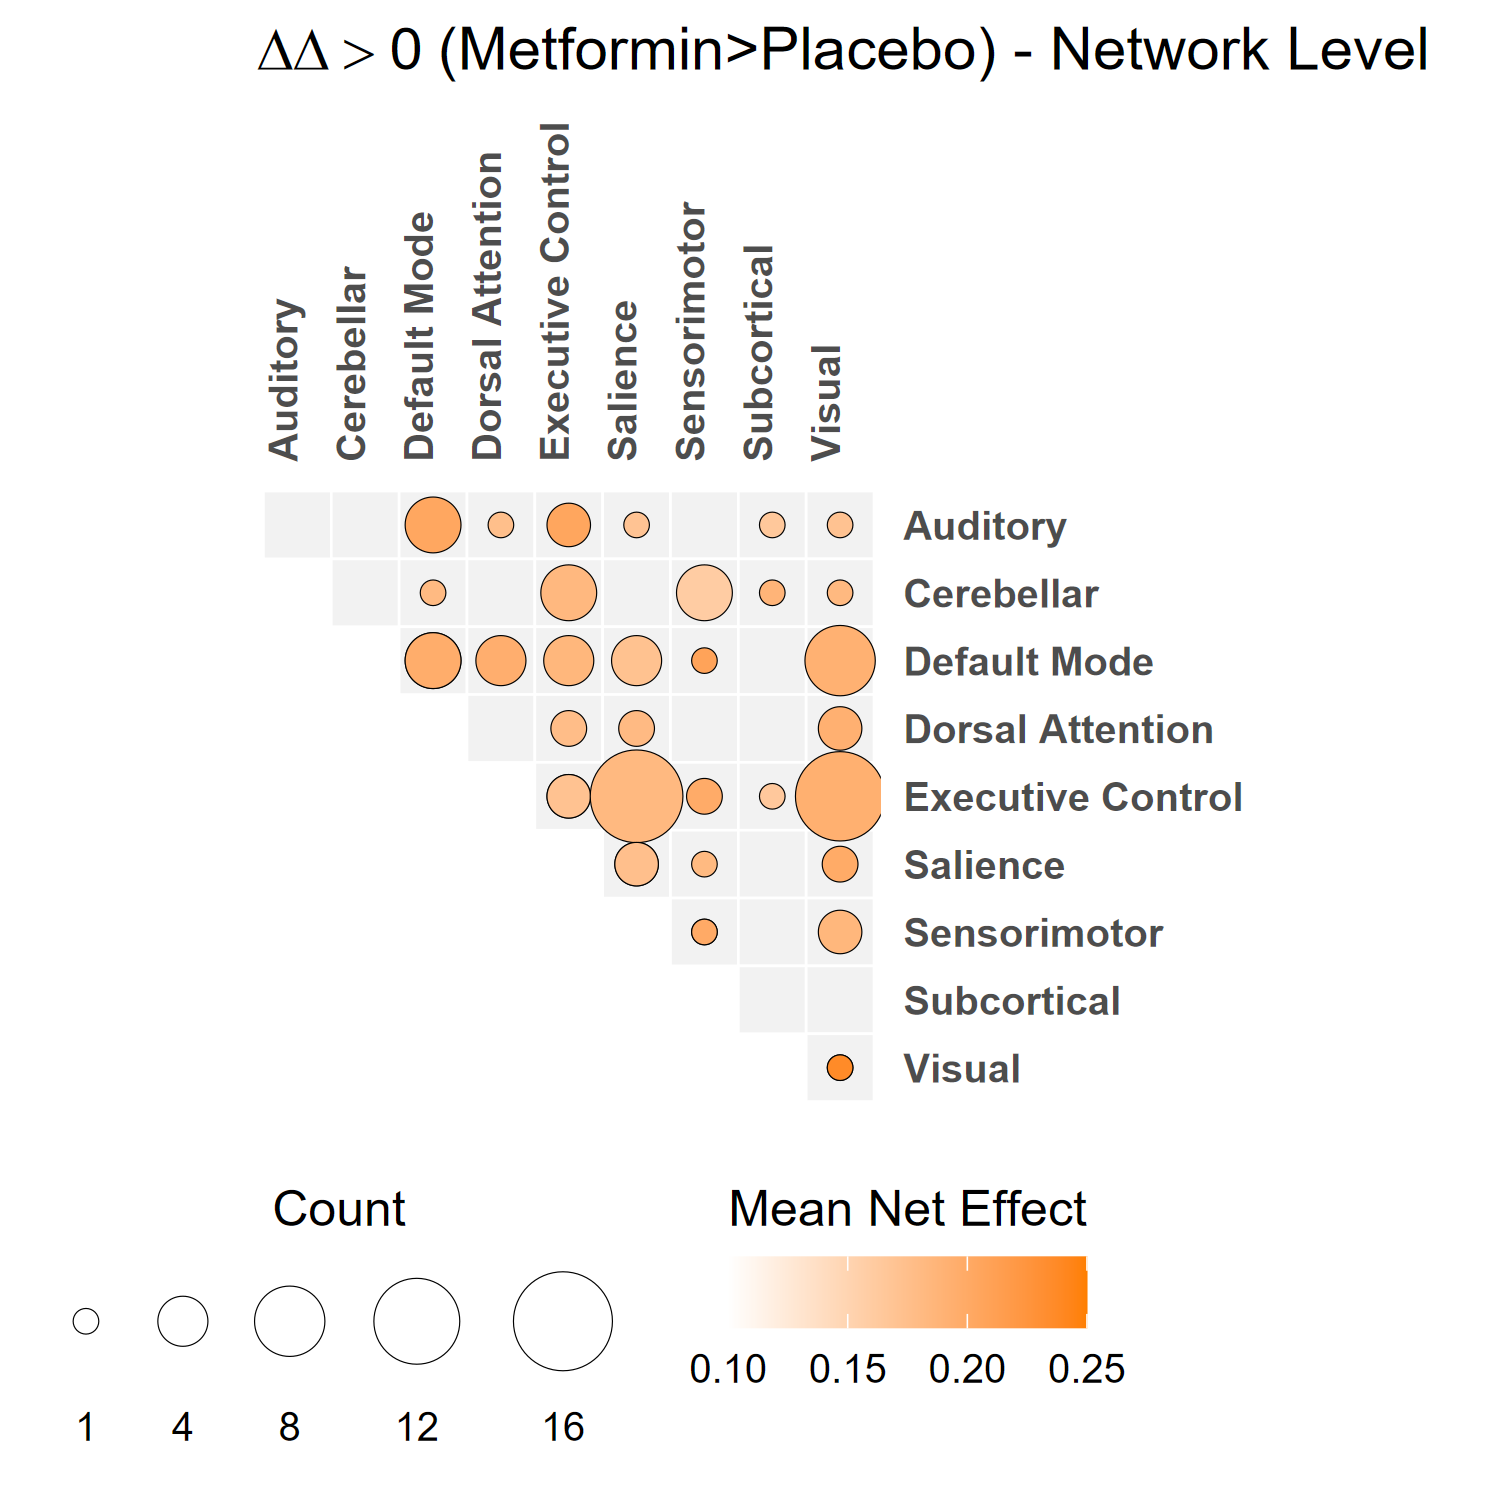 ΔΔ > 0 (Metformin>Placebo) - Network Level
Auditory
Cerebellar
Default Mode
Dorsal Attention
Executive Control
Salience
Sensorimotor
Subcortical
Visual
Auditory
Cerebellar
Default Mode
Dorsal Attention
Executive Control
Salience
Sensorimotor
Subcortical
Visual
Count
1 4 8 12 16
Mean Net Effect
0.10 0.15 0.20 0.25